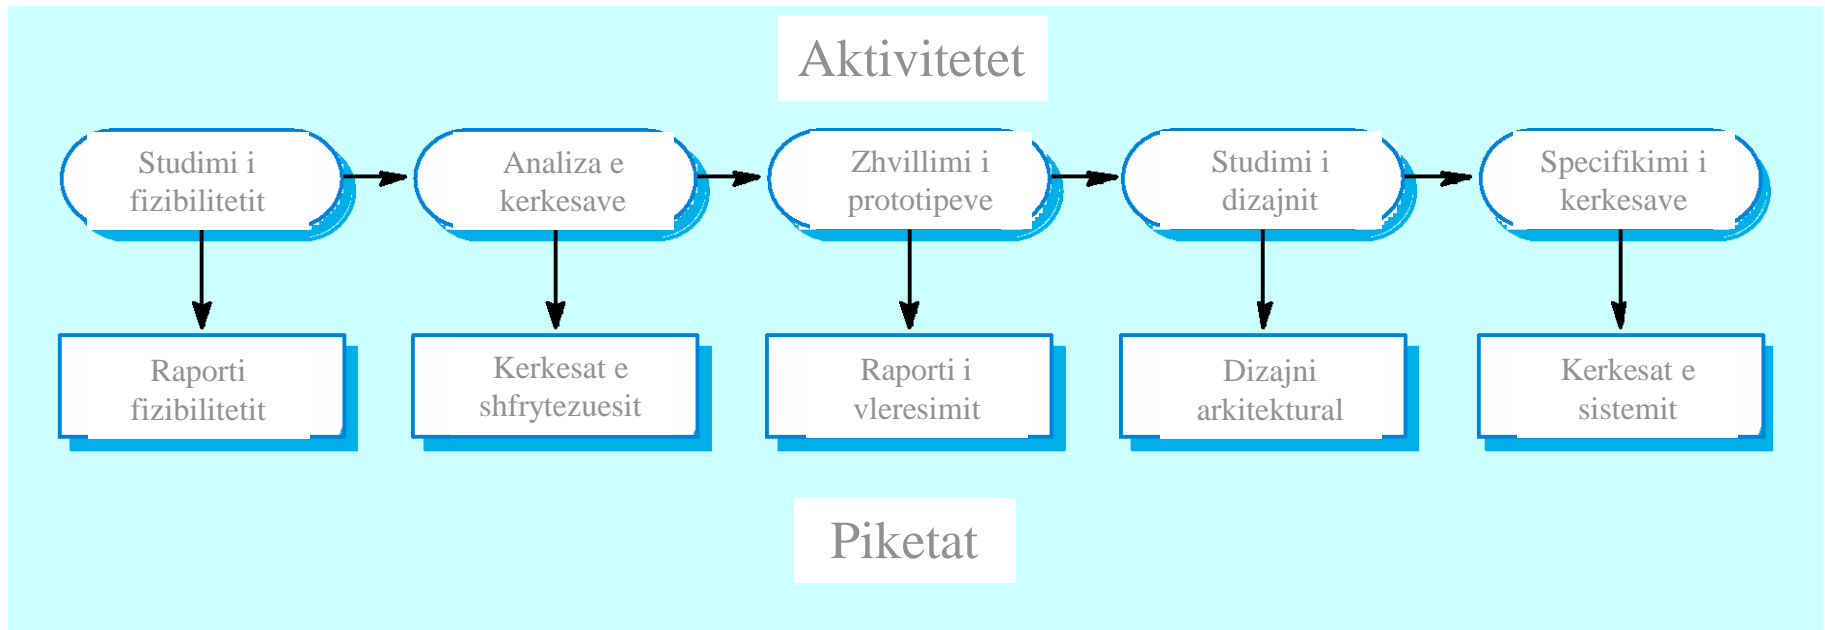 Aktivitetet
Studimi i
fizibilitetit
Analiza e
kerkesave
Zhvillimi i
prototipeve
Studimi i
dizajnit
Specifikimi i
kerkesave
Raporti
fizibilitetit
Kerkesat e
shfrytezuesit
Raporti i
vleresimit
Dizajni
arkitektural
Kerkesat e
sistemit
Piketat